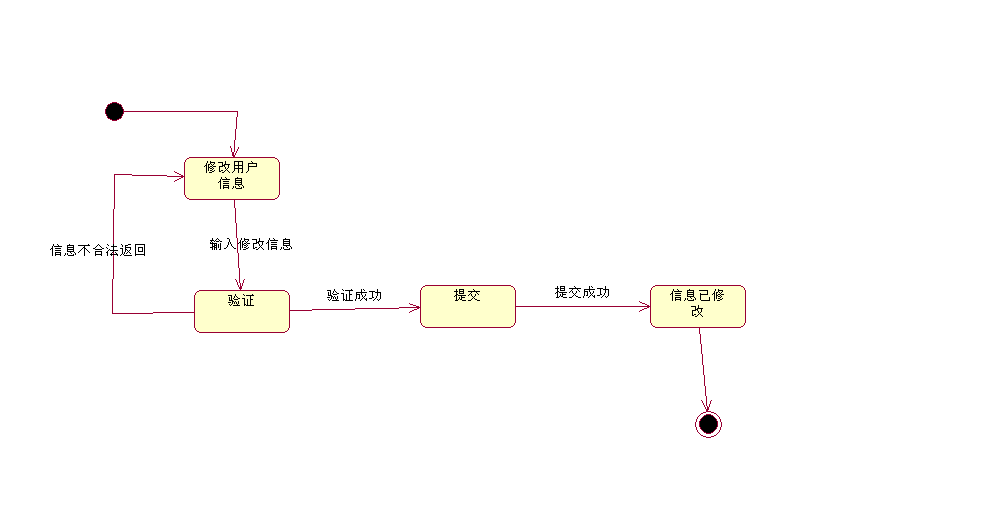 修改用户
信息
信息不合法返回
输入修改信息
验证
验证成功
提交
提交成功
信息已修
改